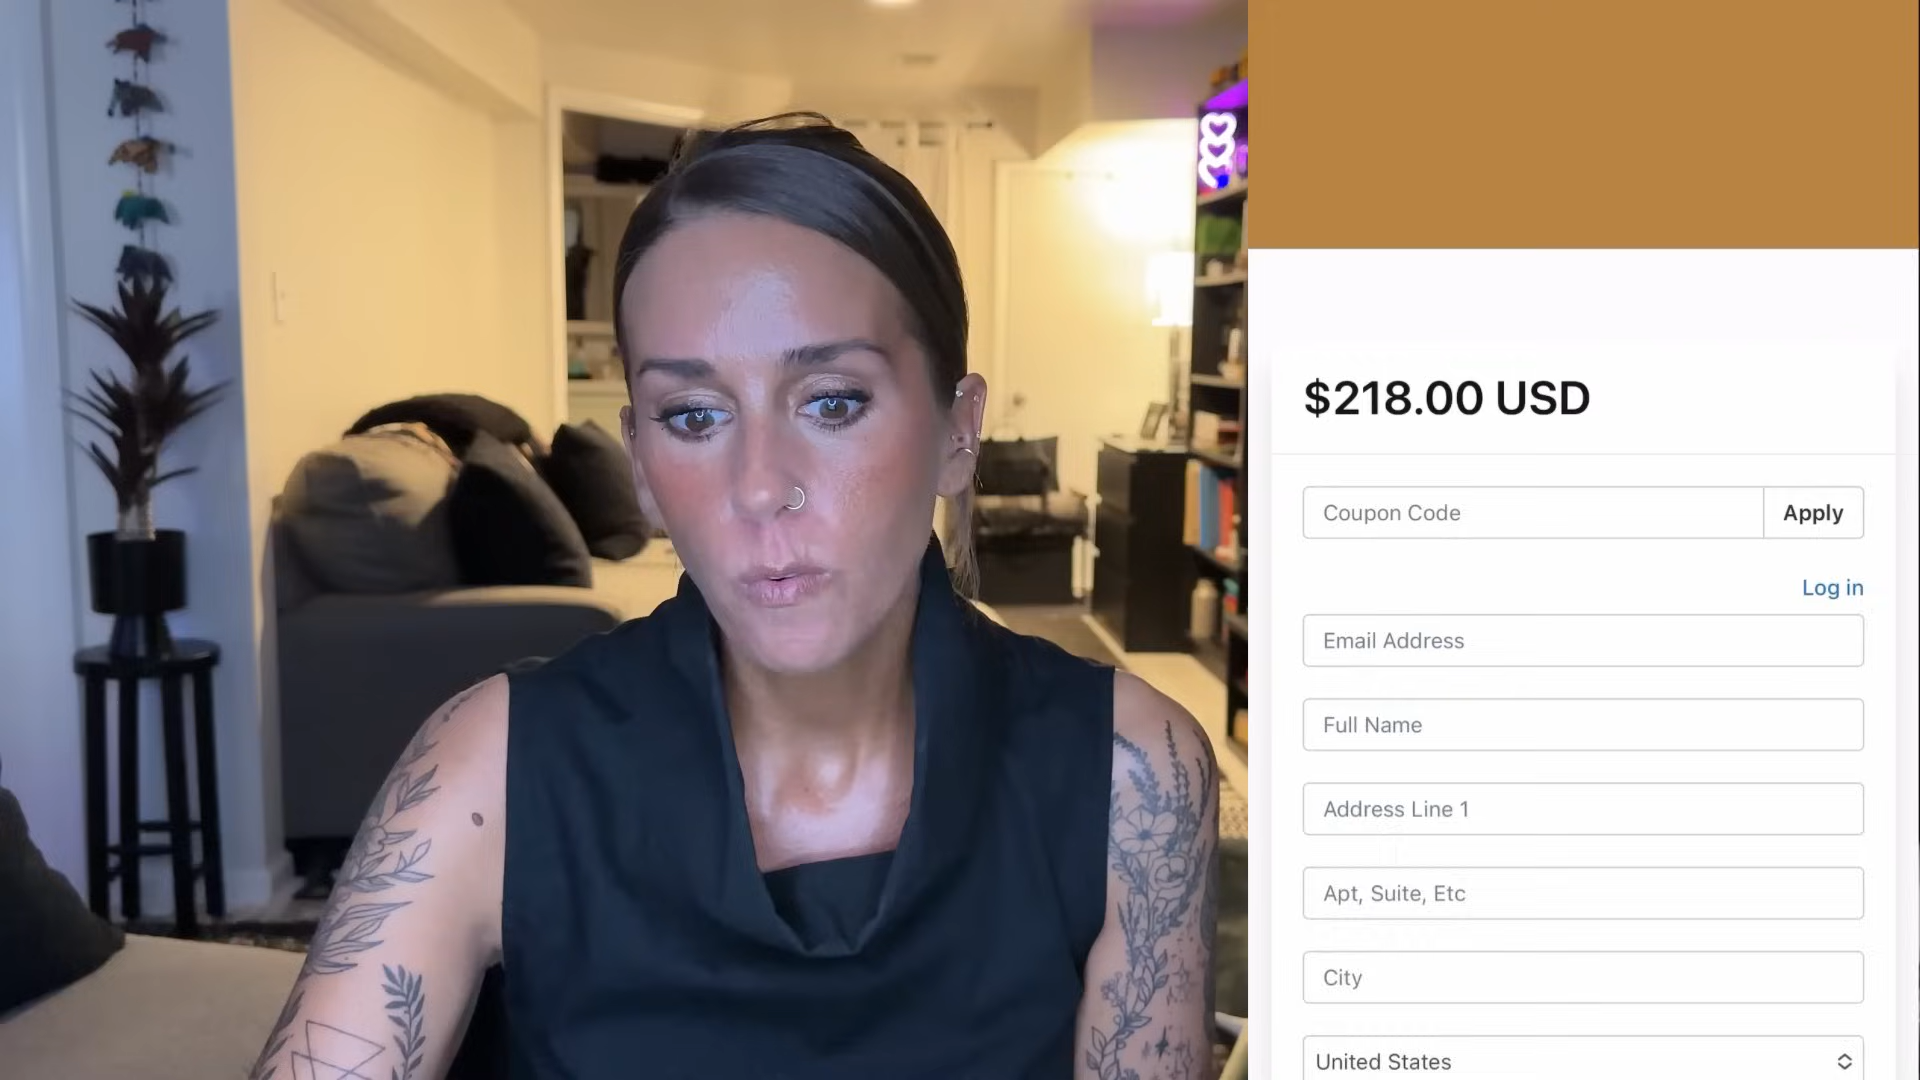 $218.00 USD
Coupon Code
Apply
Log in
Email Address
Full Name
Address Line 1
Apt, Suite, Etc
City
United States